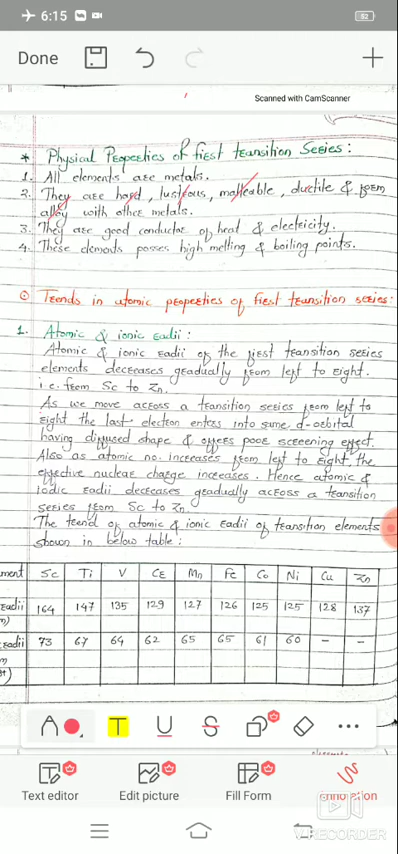 6:15
Done
Scanned with CamScanner
* Physical Properties of first transition Series :
1. All elements are metals.
2. They are hard, lustrous, malleable, ductile & form
alloy with other metals.
3. They are good conductor of heat & electricity.
4. These elements posses high melting & boiling points.
Trends in atomic properties of first transition series:
1. Atomic & ionic radii :
Atomic & ionic radii of the first transition series
elements decreases gradually from left to right.
i.e. from Sc to Zn.
As we move across a transition series from left to
right the last electron enters into same d-orbital
having diffused shape & offers poor screening effect.
Also as atomic no. increases from left to right, the
effective nuclear charge increases. Hence atomic &
iodic radii decreases gradually across a transition
series from Sc to Zn.
The trend of atomic & ionic radii of transition elements
shown in below table :
ment Sc Ti V Cr Mn Fe Co Ni Cu Zn
radii 164 147 135 129 127 126 125 125 128 137
radii 73 67 64 62 65 65 61 60 - -
Text editor
Edit picture
Fill Form
Annotation
V RECORDER